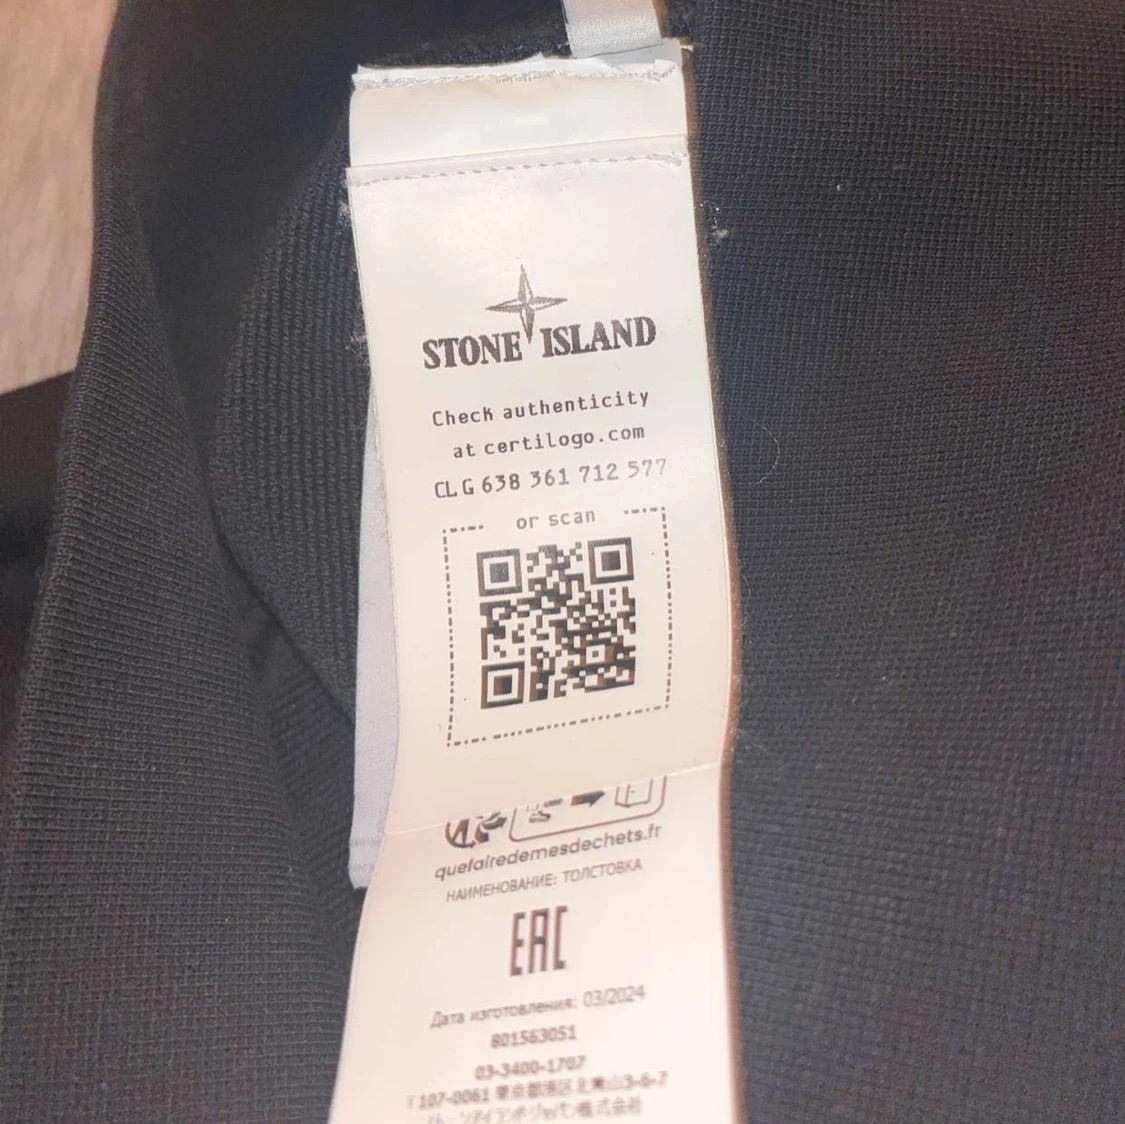 STONE ISLAND
Check authenticity
at certilogo.com
CLG 638 361 712 577
or scan
quefairedemesdechets.fr
НАИМЕНОВАНИЕ: ТОЛСТОВКА
EAC
Дата изготовления: 03/2024
801563051
03-3400-1707
〒107-0061 東京都港区北青山3-6-7